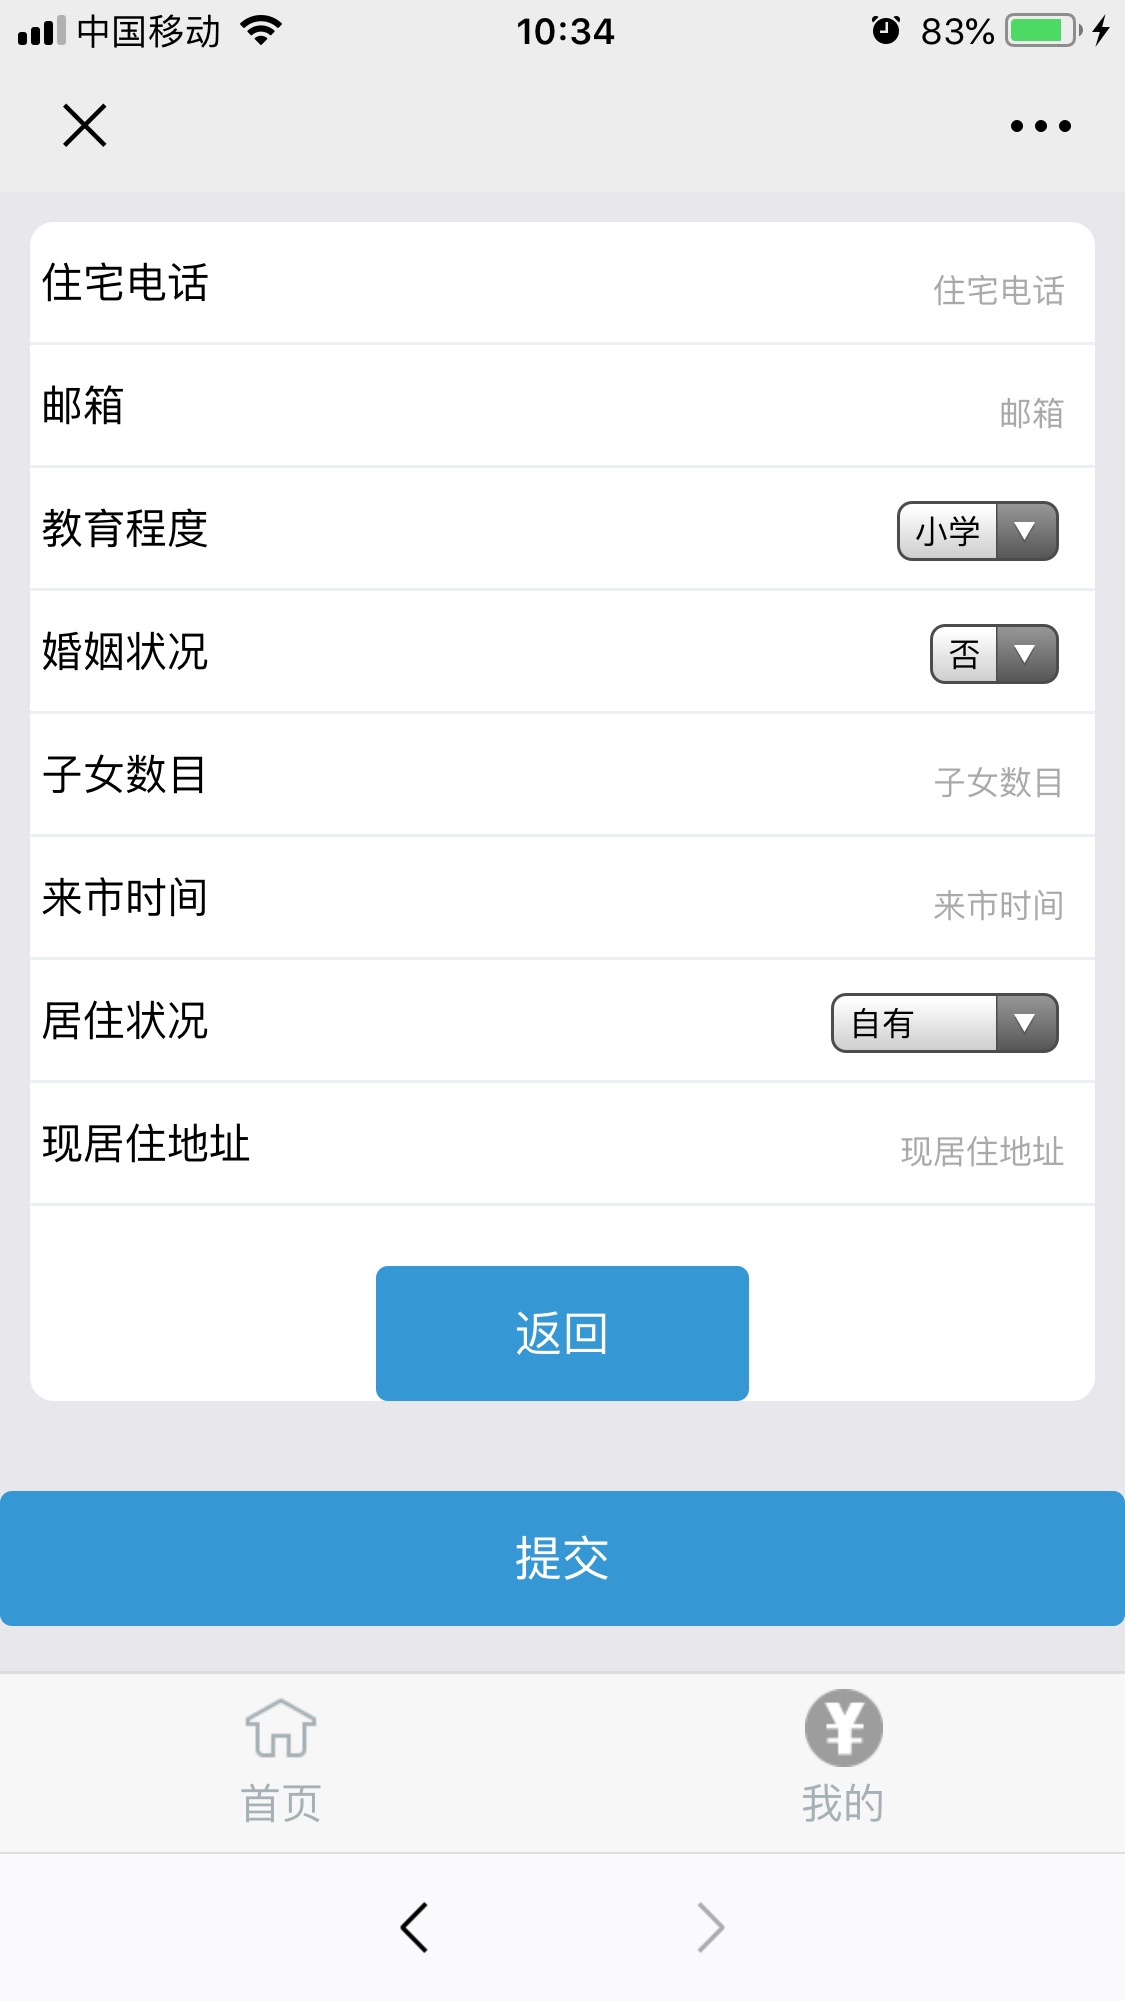 中国移动 10:34 83%
住宅电话 住宅电话
邮箱 邮箱
教育程度 小学
婚姻状况 否
子女数目 子女数目
来市时间 来市时间
居住状况 自有
现居住地址 现居住地址
返回
提交
首页 我的